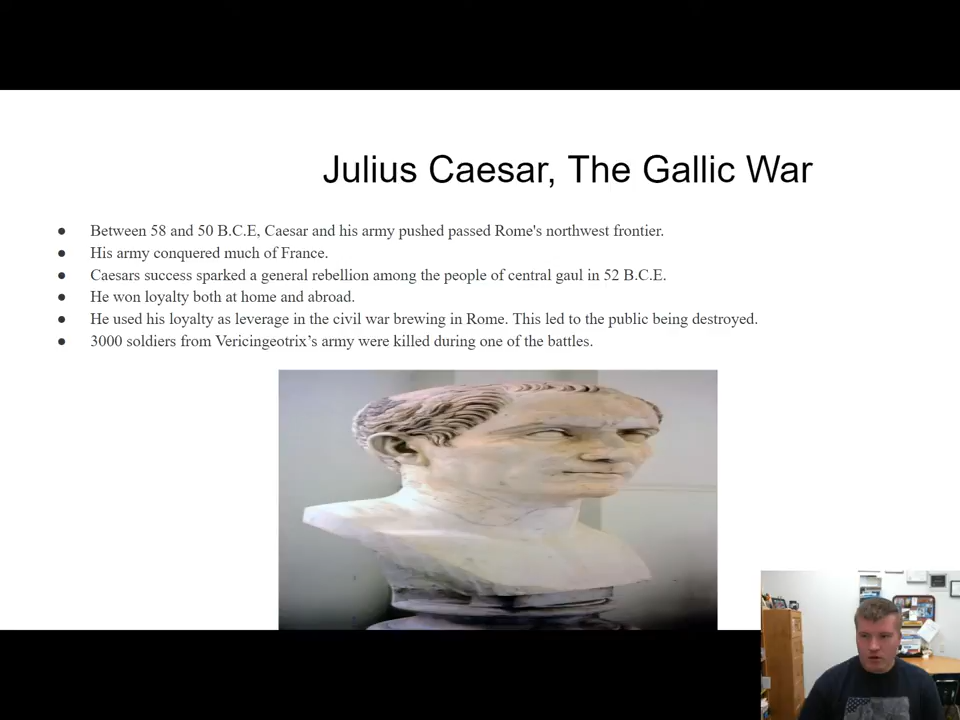 Julius Caesar, The Gallic War
● Between 58 and 50 B.C.E, Caesar and his army pushed passed Rome's northwest frontier.
● His army conquered much of France.
● Caesars success sparked a general rebellion among the people of central gaul in 52 B.C.E.
● He won loyalty both at home and abroad.
● He used his loyalty as leverage in the civil war brewing in Rome. This led to the public being destroyed.
● 3000 soldiers from Vericingeotrix’s army were killed during one of the battles.